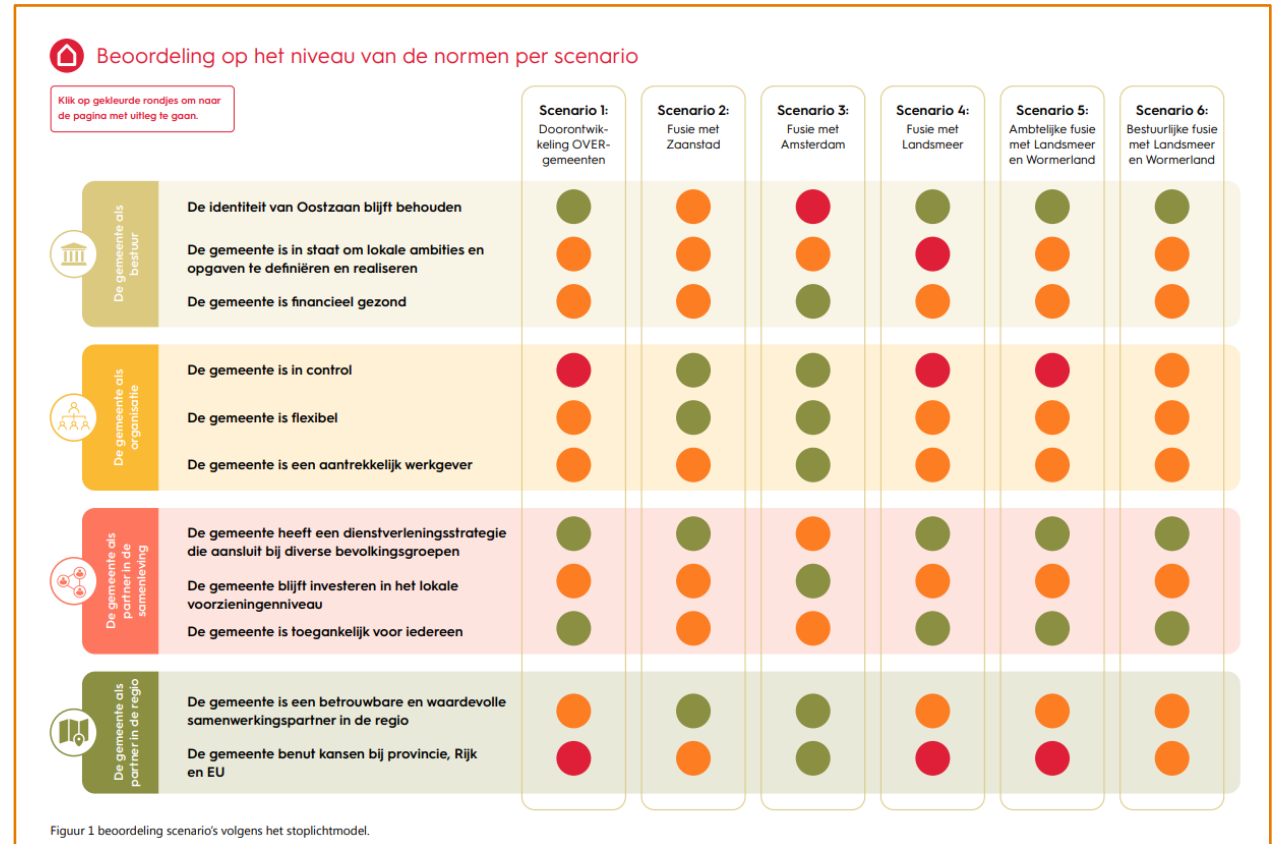 Beoordeling op het niveau van de normen per scenario
Klik op gekleurde rondjes om naar
de pagina met uitleg te gaan.
Scenario 1:
Doorontwik-
keling OVER-
gemeenten
Scenario 2:
Fusie met
Zaanstad
Scenario 3:
Fusie met
Amsterdam
Scenario 4:
Fusie met
Landsmeer
Scenario 5:
Ambtelijke fusie
met Landsmeer
en Wormerland
Scenario 6:
Bestuurlijke fusie
met Landsmeer
en Wormerland
De gemeente als
bestuur
De identiteit van Oostzaan blijft behouden
De gemeente is in staat om lokale ambities en
opgaven te definiëren en realiseren
De gemeente is financieel gezond
De gemeente als
organisatie
De gemeente is in control
De gemeente is flexibel
De gemeente is een aantrekkelijk werkgever
De gemeente als
partner in de
samenleving
De gemeente heeft een dienstverleningsstrategie
die aansluit bij diverse bevolkingsgroepen
De gemeente blijft investeren in het lokale
voorzieningenniveau
De gemeente is toegankelijk voor iedereen
De gemeente als
partner in de regio
De gemeente is een betrouwbare en waardevolle
samenwerkingspartner in de regio
De gemeente benut kansen bij provincie, Rijk
en EU
Figuur 1 beoordeling scenario's volgens het stoplichtmodel.